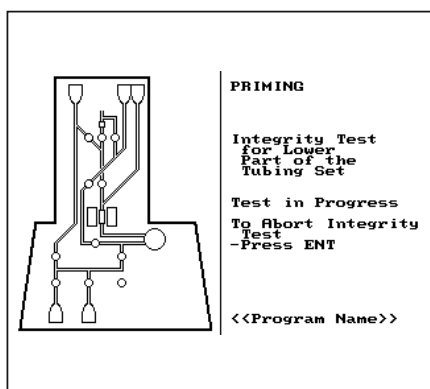 PRIMING
Integrity Test
for Lower
Part of the
Tubing Set
Test in Progress
To Abort Integrity
Test
-Press ENT
<<Program Name>>